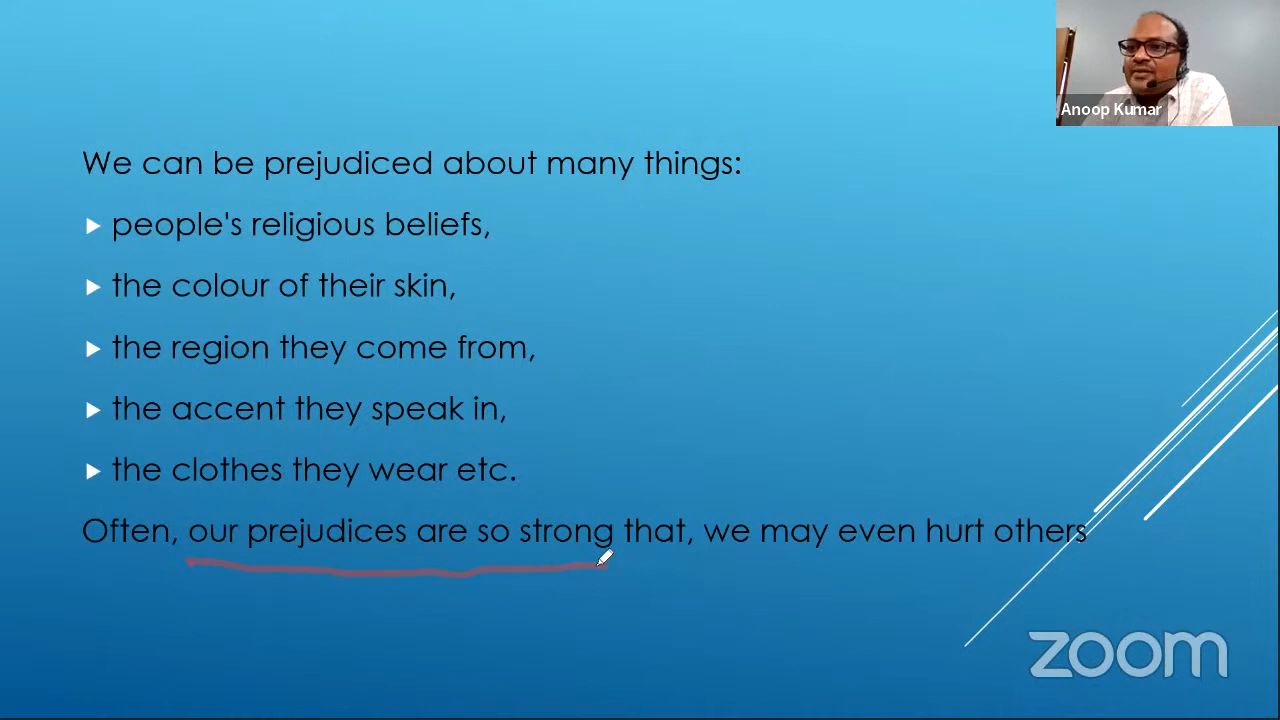 Anoop Kumar
We can be prejudiced about many things:
people's religious beliefs,
the colour of their skin,
the region they come from,
the accent they speak in,
the clothes they wear etc.
Often, our prejudices are so strong that, we may even hurt others
zoom